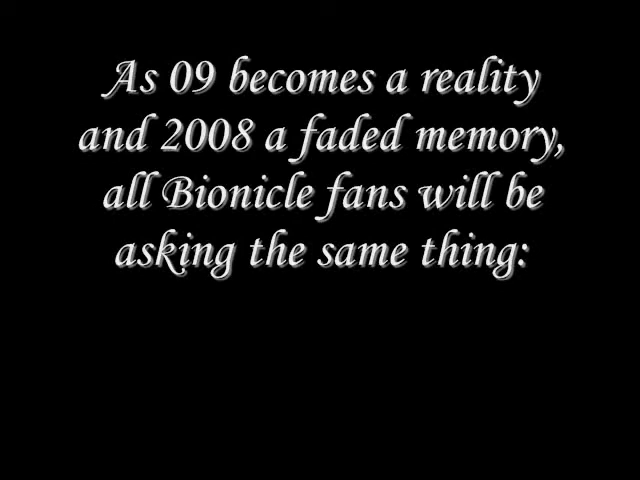 As 09 becomes a reality
and 2008 a faded memory,
all Bionicle fans will be
asking the same thing: